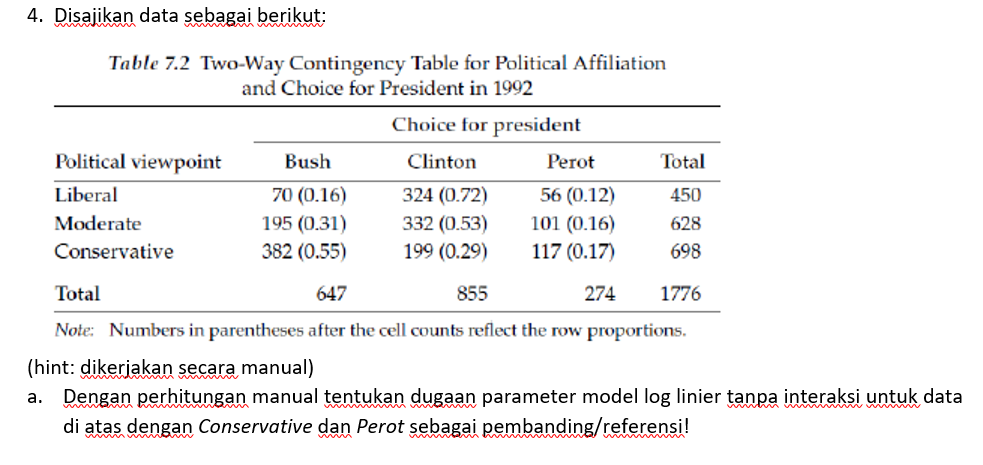 4. Disajikan data sebagai berikut:
Table 7.2 Two-Way Contingency Table for Political Affiliation
and Choice for President in 1992
Choice for president
Political viewpoint Bush Clinton Perot Total
Liberal 70 (0.16) 324 (0.72) 56 (0.12) 450
Moderate 195 (0.31) 332 (0.53) 101 (0.16) 628
Conservative 382 (0.55) 199 (0.29) 117 (0.17) 698
Total 647 855 274 1776
Note: Numbers in parentheses after the cell counts reflect the row proportions.
(hint: dikerjakan secara manual)
a. Dengan perhitungan manual tentukan dugaan parameter model log linier tanpa interaksi untuk data
di atas dengan Conservative dan Perot sebagai pembanding/referensi!